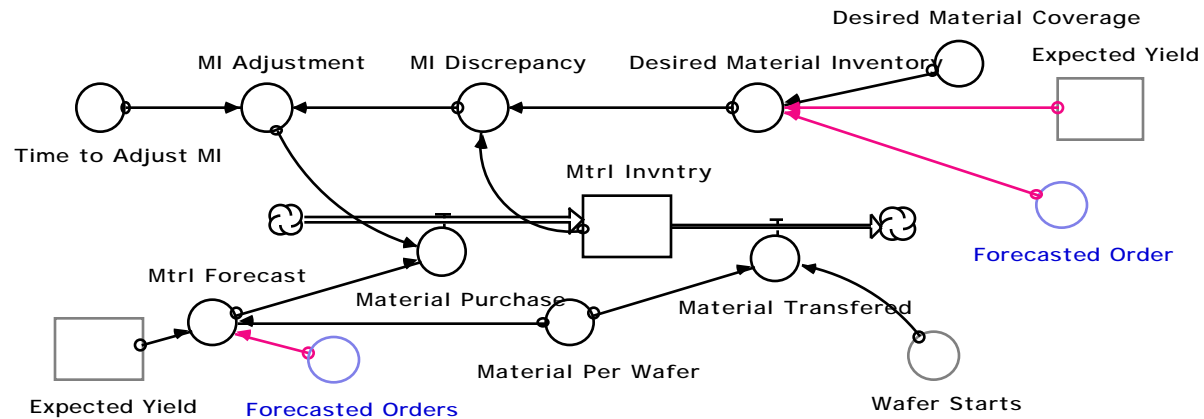 Desired Material Coverage
Expected Yield
MI Adjustment
MI Discrepancy
Desired Material Inventory
Time to Adjust MI
Mtrl Invntry
Forecasted Order
Mtrl Forecast
Material Purchase
Material Transfered
Material Per Wafer
Expected Yield
Forecasted Orders
Wafer Starts